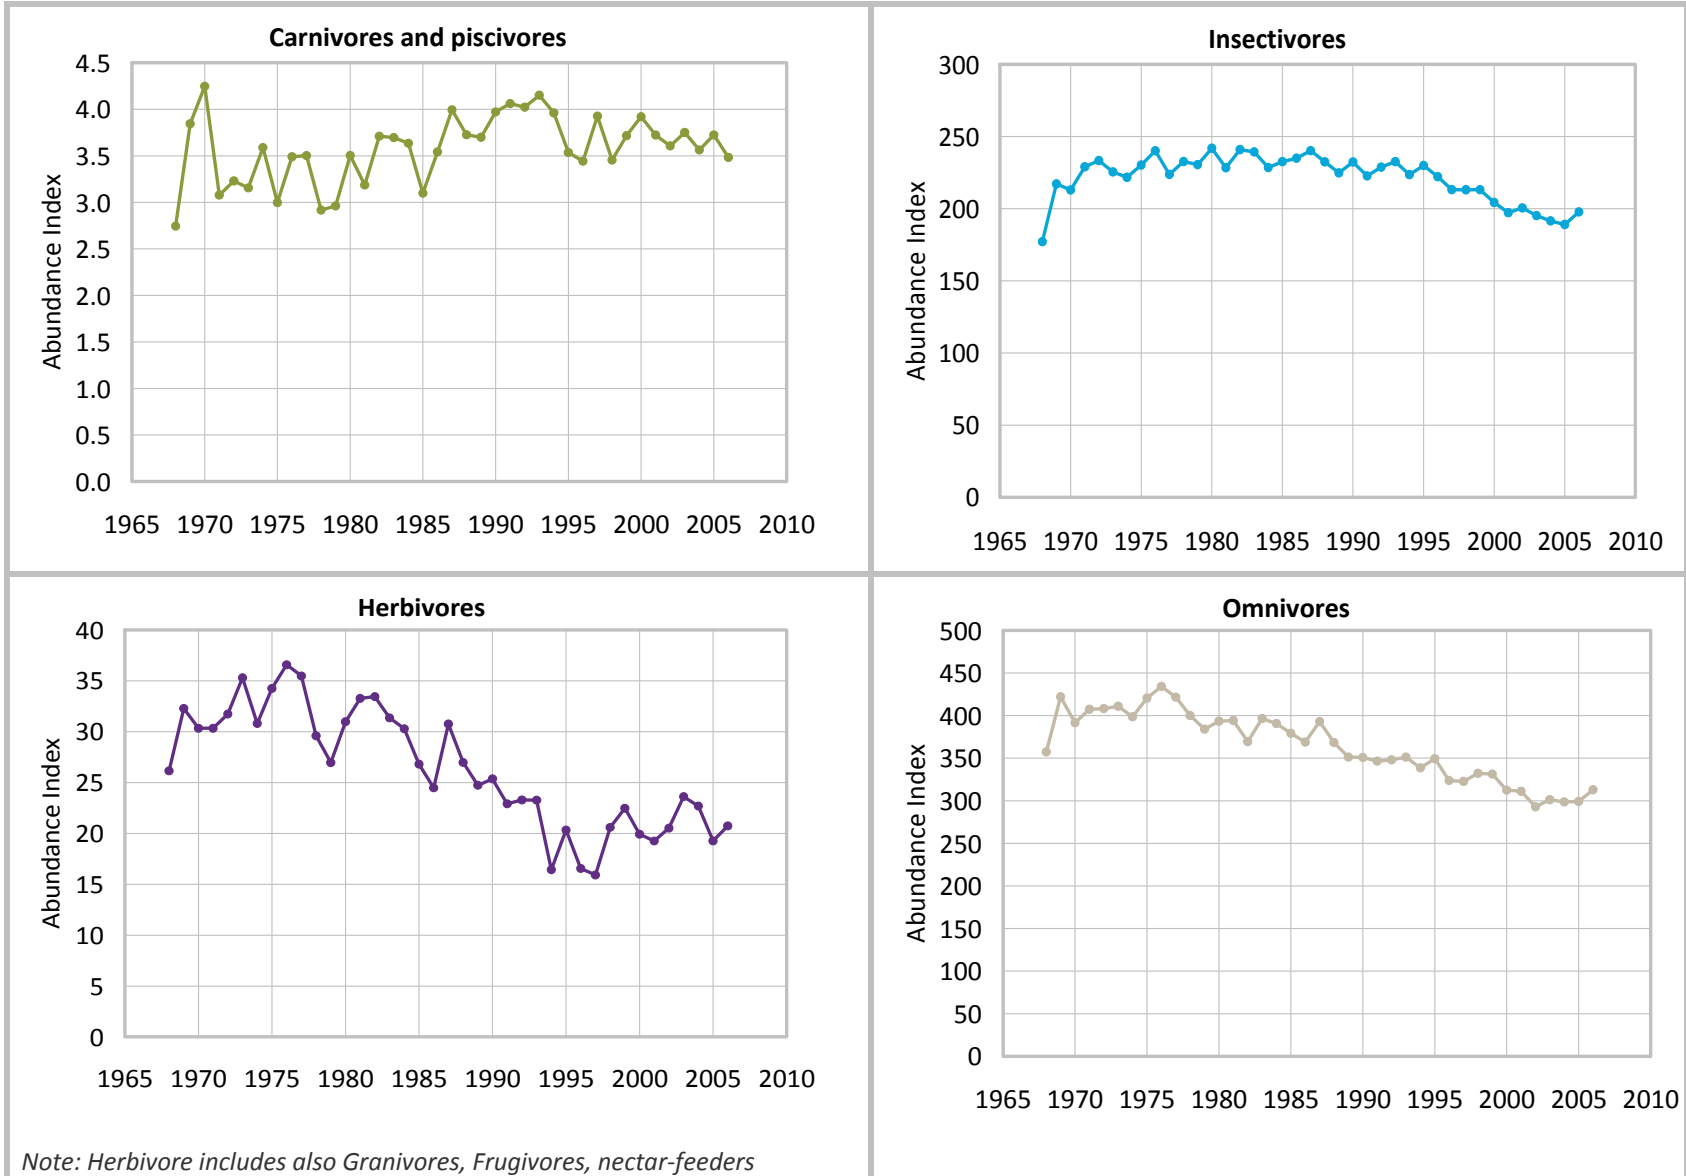 Carnivores and piscivores
4.5
4.0
3.5
3.0
2.5
2.0
1.5
1.0
0.5
0.0
Abundance Index
1965 1970 1975 1980 1985 1990 1995 2000 2005 2010
Insectivores
300
250
200
150
100
50
0
Abundance Index
1965 1970 1975 1980 1985 1990 1995 2000 2005 2010
Herbivores
40
35
30
25
20
15
10
5
0
Abundance Index
1965 1970 1975 1980 1985 1990 1995 2000 2005 2010
Note: Herbivore includes also Granivores, Frugivores, nectar-feeders
Omnivores
500
450
400
350
300
250
200
150
100
50
0
Abundance Index
1965 1970 1975 1980 1985 1990 1995 2000 2005 2010